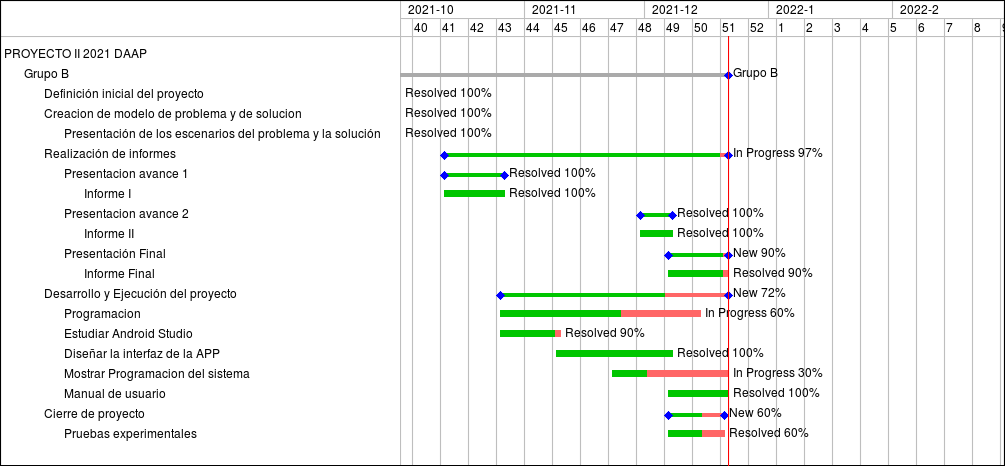 2021-10 2021-11 2021-12 2022-1 2022-2
40 41 42 43 44 45 46 47 48 49 50 51 52 1 2 3 4 5 6 7 8
PROYECTO II 2021 DAAP
Grupo B Grupo B
Definición inicial del proyecto Resolved 100%
Creacion de modelo de problema y de solucion Resolved 100%
Presentación de los escenarios del problema y la solución Resolved 100%
Realización de informes In Progress 97%
Presentacion avance 1 Resolved 100%
Informe I Resolved 100%
Presentacion avance 2 Resolved 100%
Informe II Resolved 100%
Presentación Final New 90%
Informe Final Resolved 90%
Desarrollo y Ejecución del proyecto New 72%
Programacion In Progress 60%
Estudiar Android Studio Resolved 90%
Diseñar la interfaz de la APP Resolved 100%
Mostrar Programacion del sistema In Progress 30%
Manual de usuario Resolved 100%
Cierre de proyecto New 60%
Pruebas experimentales Resolved 60%